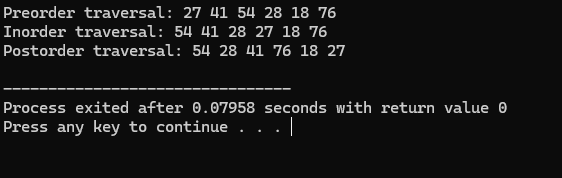 Preorder traversal: 27 41 54 28 18 76
Inorder traversal: 54 41 28 27 18 76
Postorder traversal: 54 28 41 76 18 27
--------------------------------
Process exited after 0.07958 seconds with return value 0
Press any key to continue . . .